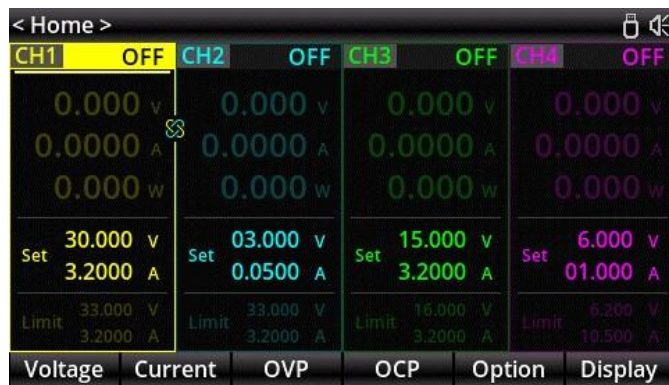 < Home >
CH1 OFF CH2 OFF CH3 OFF CH4 OFF
0.000 V 0.000 V 0.000 V 0.000 V
0.0000 A 0.0000 A 0.0000 A 0.0000 A
0.000 W 0.000 W 0.000 W 0.000 W
Set 30.000 V Set 03.000 V Set 15.000 V Set 6.000 V
3.2000 A 0.0500 A 3.2000 A 01.000 A
Limit 33.000 V Limit 33.000 V Limit 16.000 V Limit 6.200 V
3.2000 A 3.2000 A 3.2000 A 10.500 A
Voltage Current OVP OCP Option Display